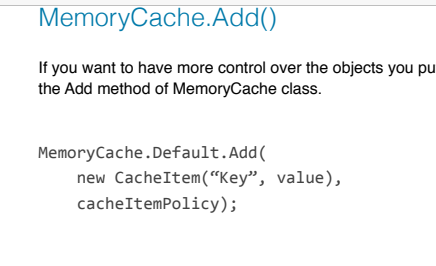 MemoryCache.Add()
If you want to have more control over the objects you pu
the Add method of MemoryCache class.
MemoryCache.Default.Add(
new CacheItem(“Key”, value),
cacheItemPolicy);